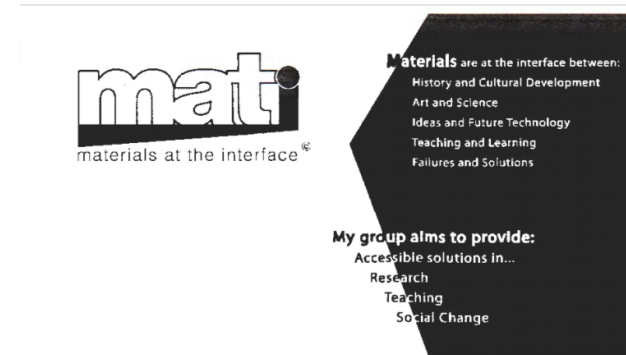 mati
materials at the interface©
Materials are at the interface between:
History and Cultural Development
Art and Science
Ideas and Future Technology
Teaching and Learning
Failures and Solutions
My group aims to provide:
Accessible solutions in...
Research
Teaching
Social Change